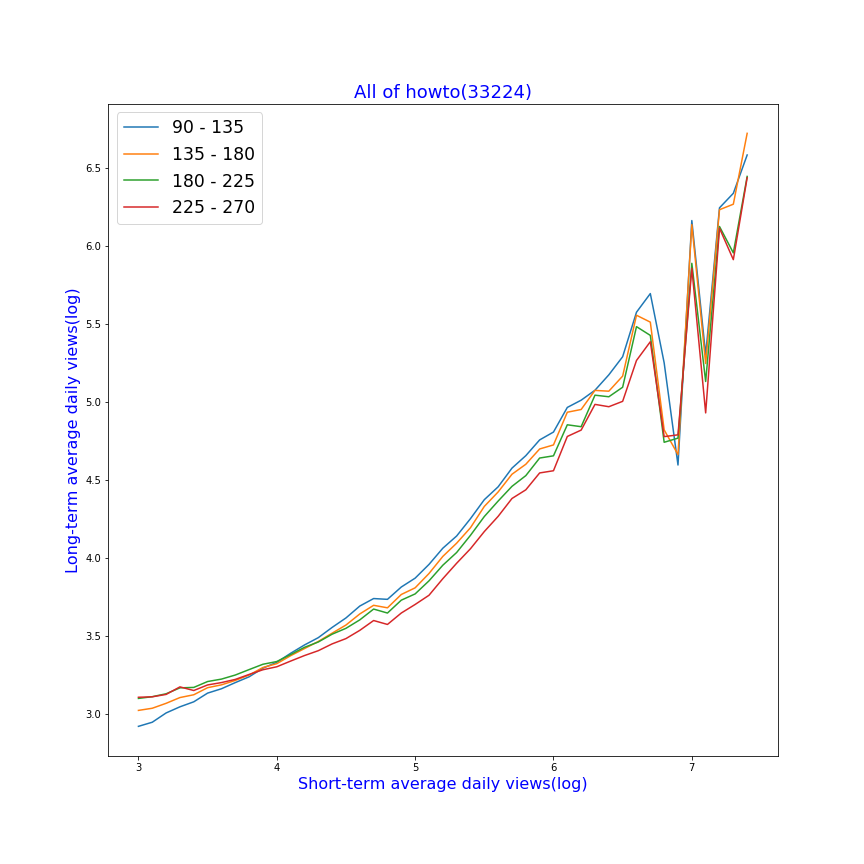 All of howto(33224)
90 - 135
135 - 180
180 - 225
225 - 270
6.5
6.0
5.5
5.0
4.5
4.0
3.5
3.0
Long-term average daily views(log)
3 4 5 6 7
Short-term average daily views(log)